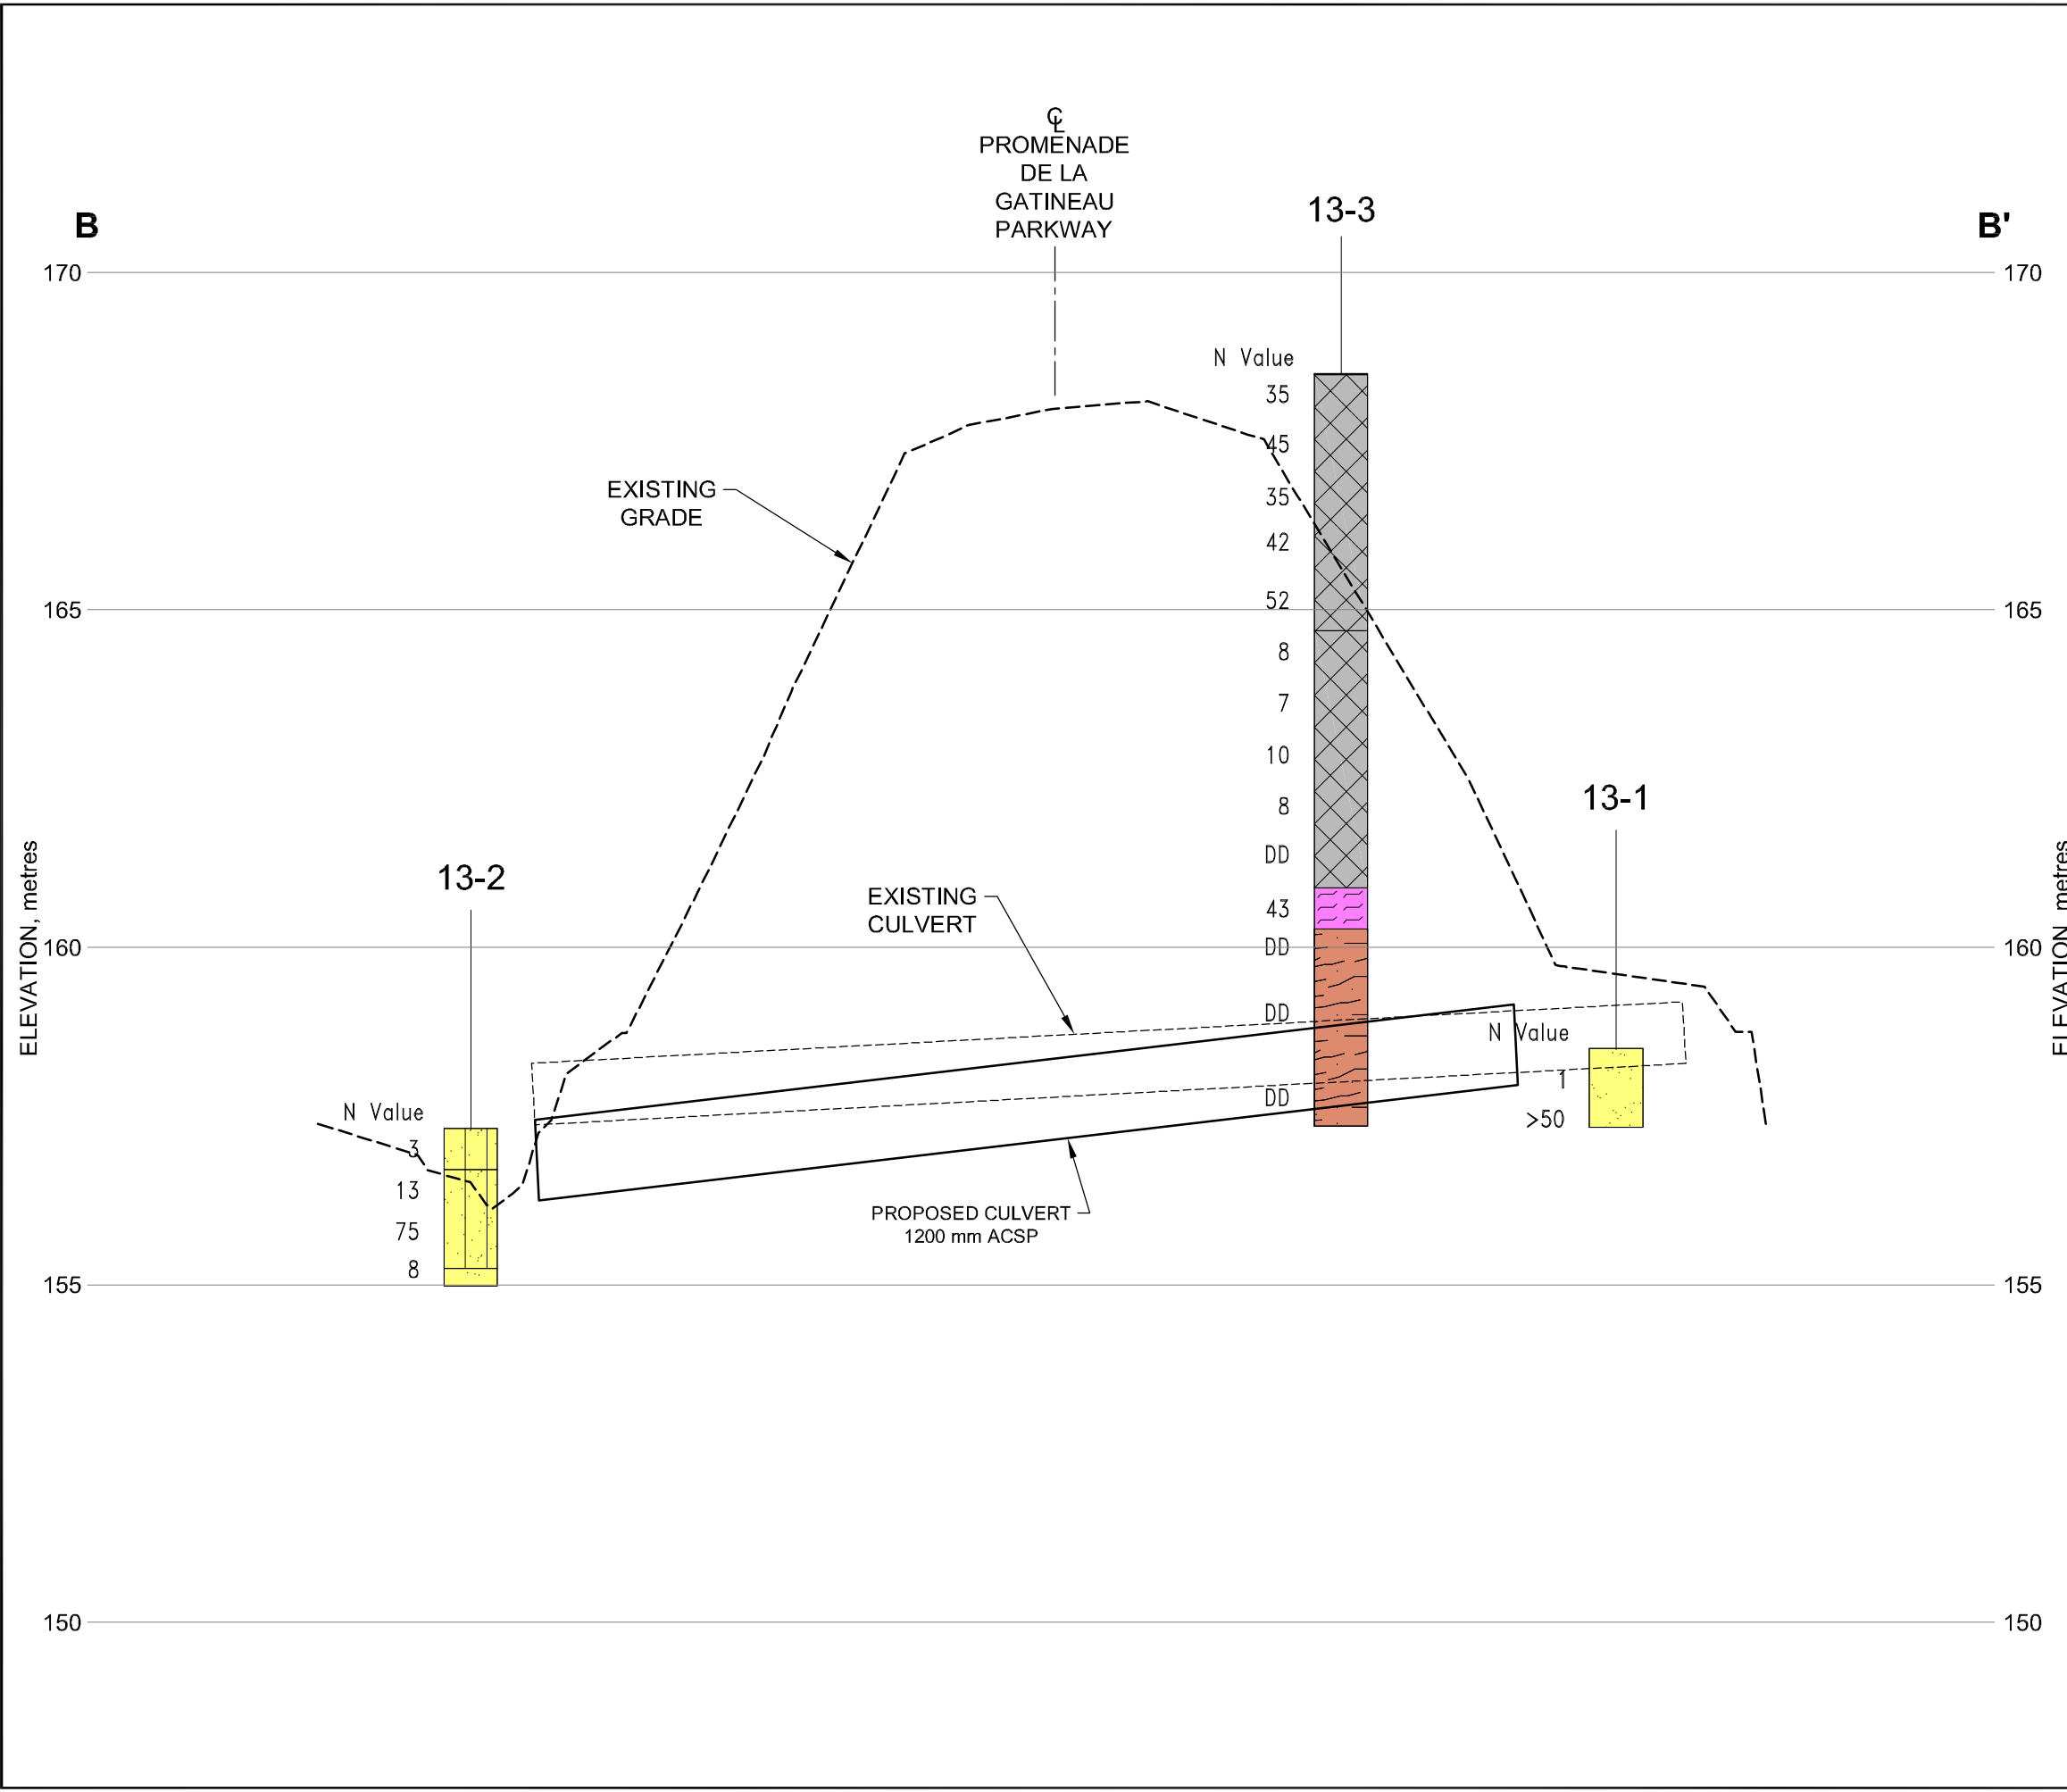 ℄
PROMENADE
DE LA
GATINEAU
PARKWAY
B
13-3
B'
170
170
N Value
35
45
35
42
52
8
7
10
8
DD
43
DD
DD
DD
EXISTING
GRADE
165
165
13-1
13-2
EXISTING
CULVERT
ELEVATION, metres
ELEVATION, metres
160
160
N Value
1
>50
N Value
3
13
75
8
PROPOSED CULVERT
1200 mm ACSP
155
155
150
150